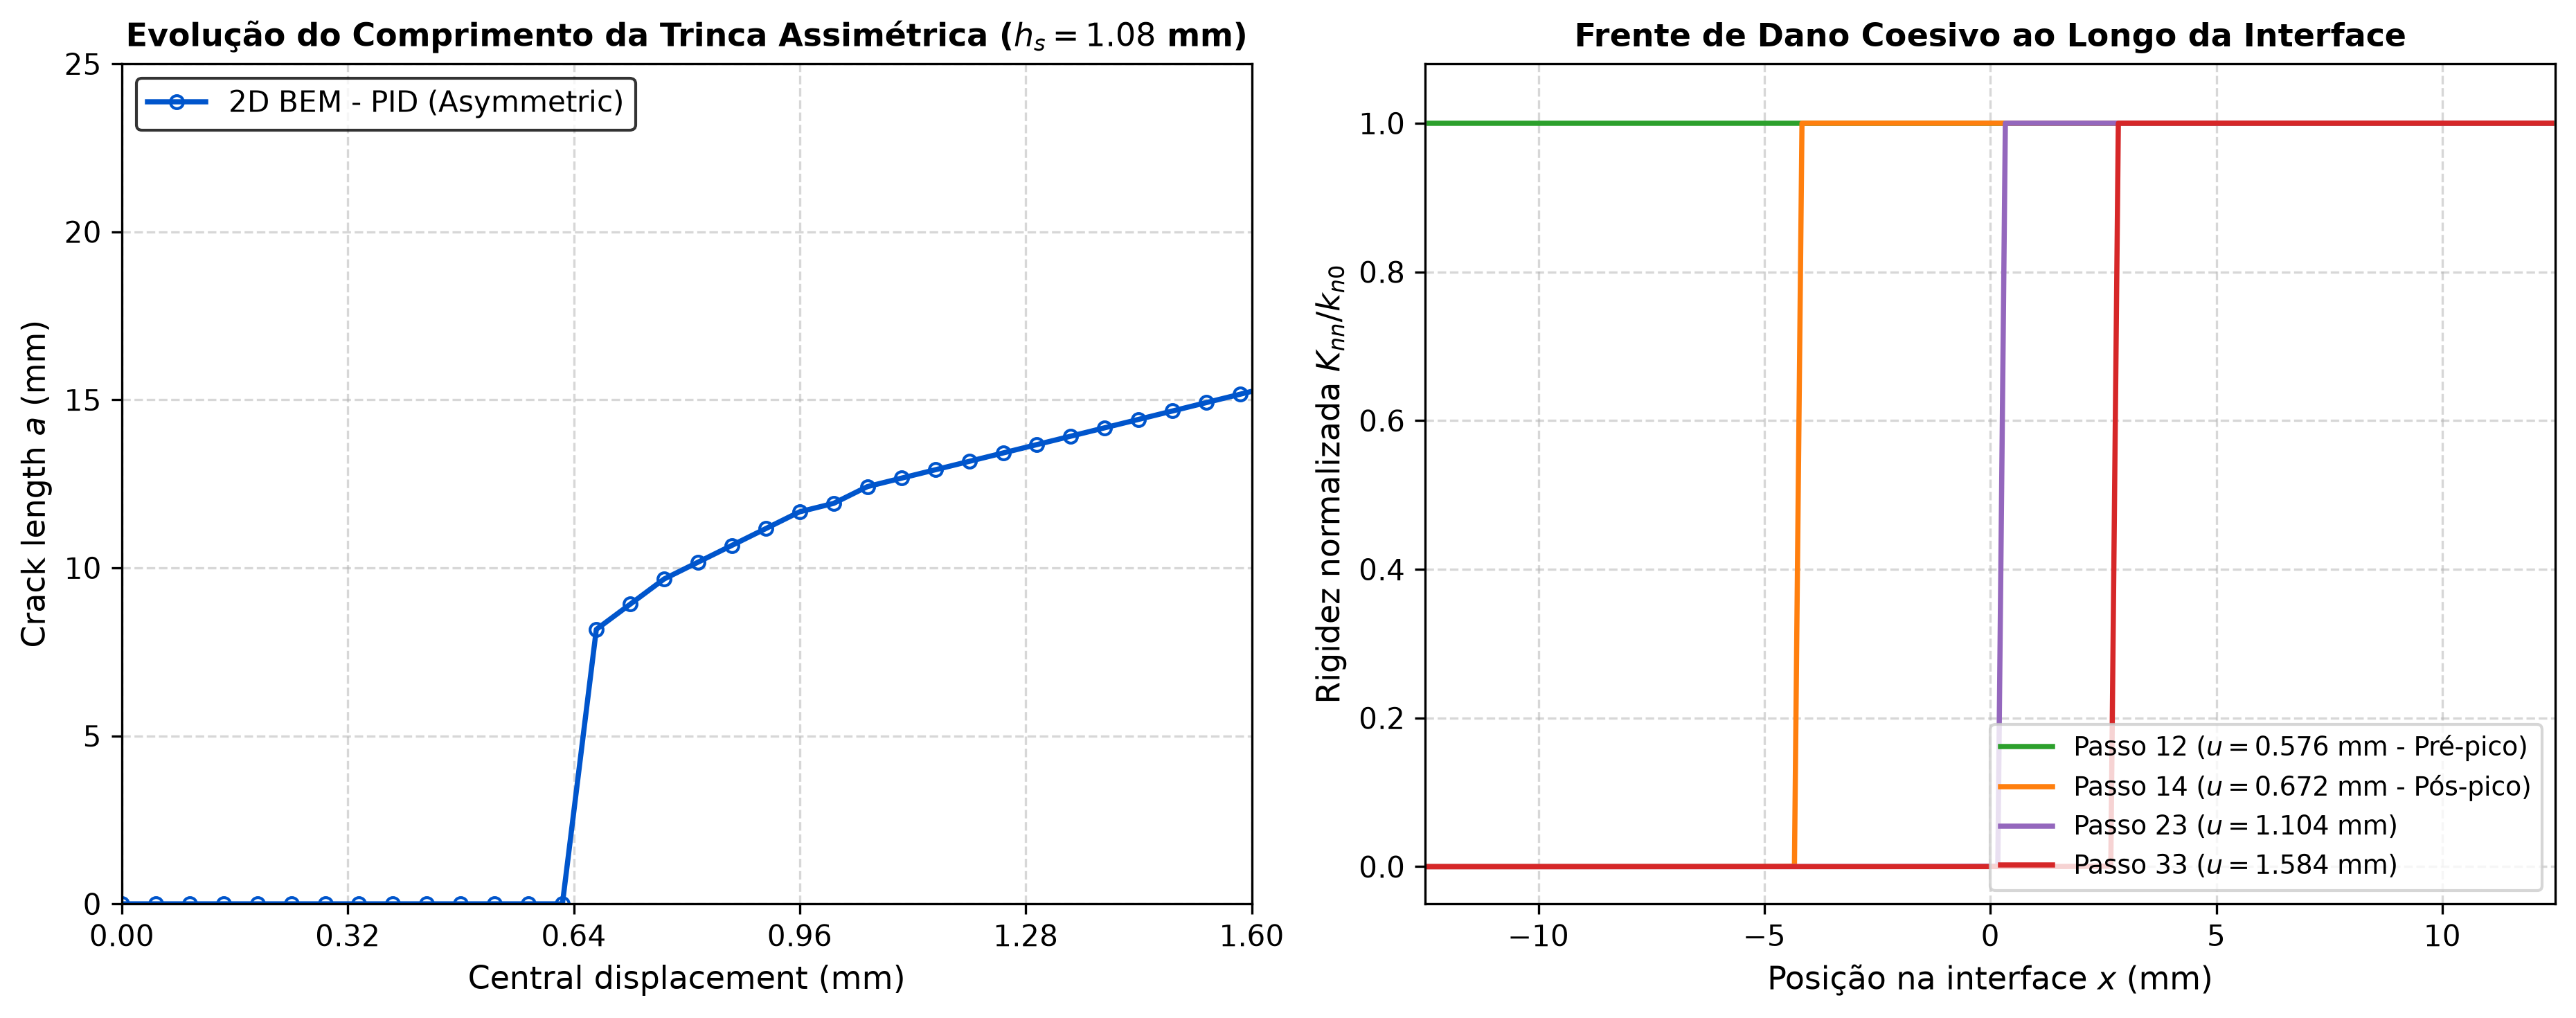 Evolução do Comprimento da Trinca Assimétrica (hₛ = 1.08 mm)
25
20
15
10
5
0
2D BEM - PID (Asymmetric)
Crack length a (mm)
0.00 0.32 0.64 0.96 1.28 1.60
Central displacement (mm)
Frente de Dano Coesivo ao Longo da Interface
1.0
0.8
0.6
0.4
0.2
0.0
Rigidez normalizada Kₙₙ/kₙ₀
Passo 12 (u = 0.576 mm - Pré-pico)
Passo 14 (u = 0.672 mm - Pós-pico)
Passo 23 (u = 1.104 mm)
Passo 33 (u = 1.584 mm)
−10 −5 0 5 10
Posição na interface x (mm)